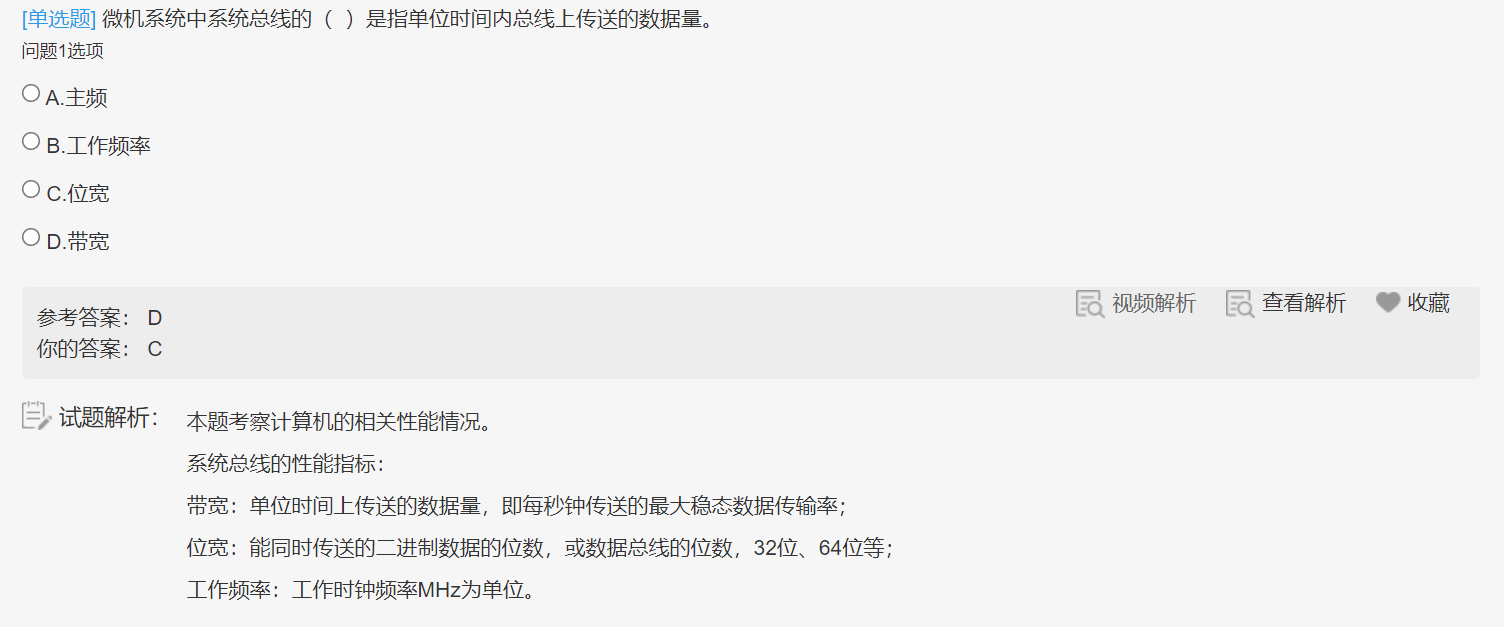 [单选题] 微机系统中系统总线的（ ）是指单位时间内总线上传送的数据量。
问题1选项
A.主频
B.工作频率
C.位宽
D.带宽
参考答案： D
视频解析 查看解析 收藏
你的答案： C
试题解析： 本题考察计算机的相关性能情况。
系统总线的性能指标：
带宽：单位时间上传送的数据量，即每秒钟传送的最大稳态数据传输率；
位宽：能同时传送的二进制数据的位数，或数据总线的位数，32位、64位等；
工作频率：工作时钟频率MHz为单位。